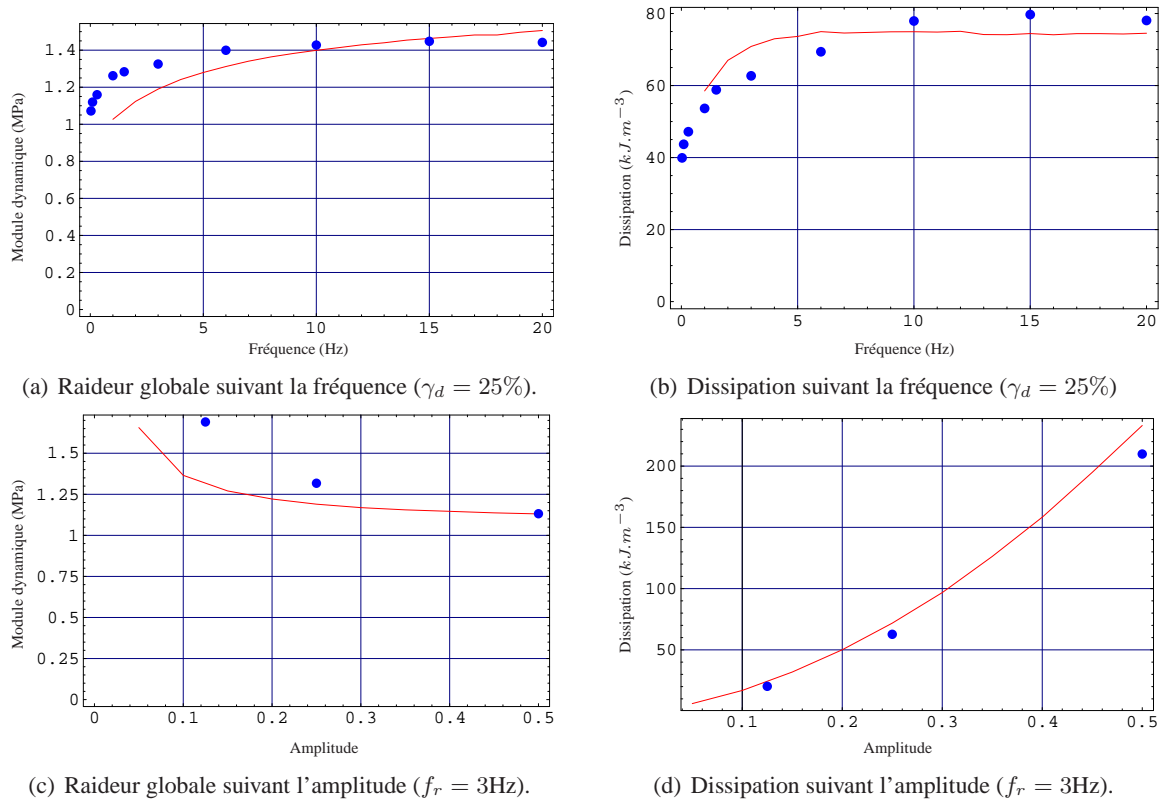 1.4
1.2
1
0.8
0.6
0.4
0.2
0
Module dynamique (MPa)
0 5 10 15 20
Fréquence (Hz)
(a) Raideur globale suivant la fréquence (γd = 25%).
80
60
40
20
0
Dissipation (kJ.m−3)
0 5 10 15 20
Fréquence (Hz)
(b) Dissipation suivant la fréquence (γd = 25%)
1.5
1.25
1
0.75
0.5
0.25
Module dynamique (MPa)
0 0.1 0.2 0.3 0.4 0.5
Amplitude
(c) Raideur globale suivant l'amplitude (fr = 3Hz).
200
150
100
50
Dissipation (kJ.m−3)
0.1 0.2 0.3 0.4 0.5
Amplitude
(d) Dissipation suivant l'amplitude (fr = 3Hz).